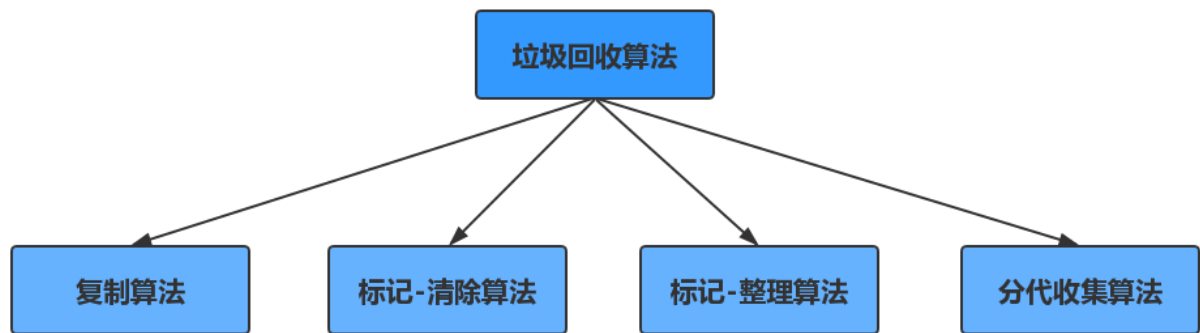 垃圾回收算法
复制算法
标记-清除算法
标记-整理算法
分代收集算法